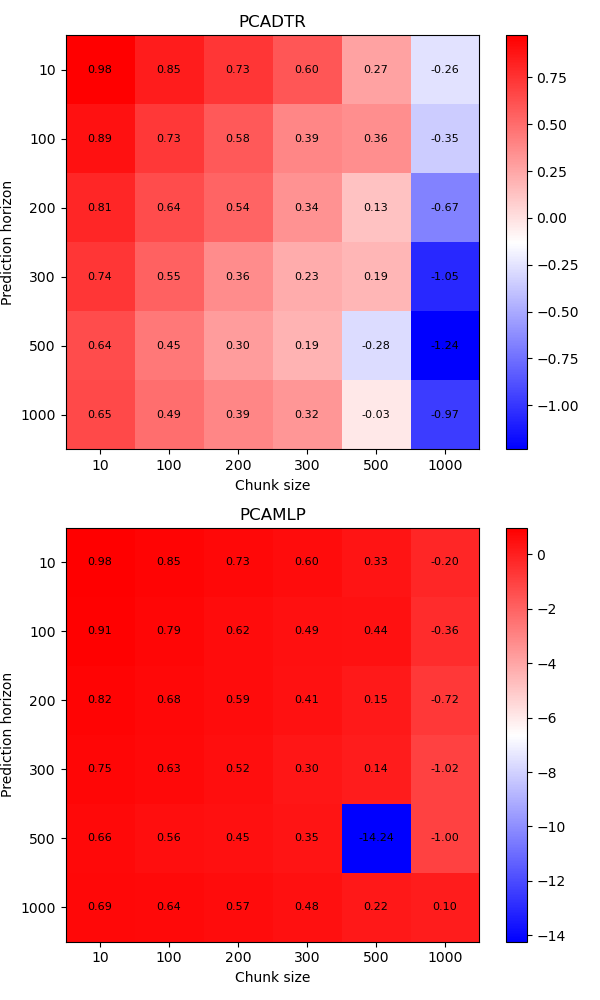 PCADTR
10 0.98 0.85 0.73 0.60 0.27 -0.26
100 0.89 0.73 0.58 0.39 0.36 -0.35
200 0.81 0.64 0.54 0.34 0.13 -0.67
300 0.74 0.55 0.36 0.23 0.19 -1.05
500 0.64 0.45 0.30 0.19 -0.28 -1.24
1000 0.65 0.49 0.39 0.32 -0.03 -0.97
10 100 200 300 500 1000
Chunk size
Prediction horizon
0.75
0.50
0.25
0.00
−0.25
−0.50
−0.75
−1.00
PCAMLP
10 0.98 0.85 0.73 0.60 0.33 -0.20
100 0.91 0.79 0.62 0.49 0.44 -0.36
200 0.82 0.68 0.59 0.41 0.15 -0.72
300 0.75 0.63 0.52 0.30 0.14 -1.02
500 0.66 0.56 0.45 0.35 -14.24 -1.00
1000 0.69 0.64 0.57 0.48 0.22 0.10
10 100 200 300 500 1000
Chunk size
Prediction horizon
0
−2
−4
−6
−8
−10
−12
−14